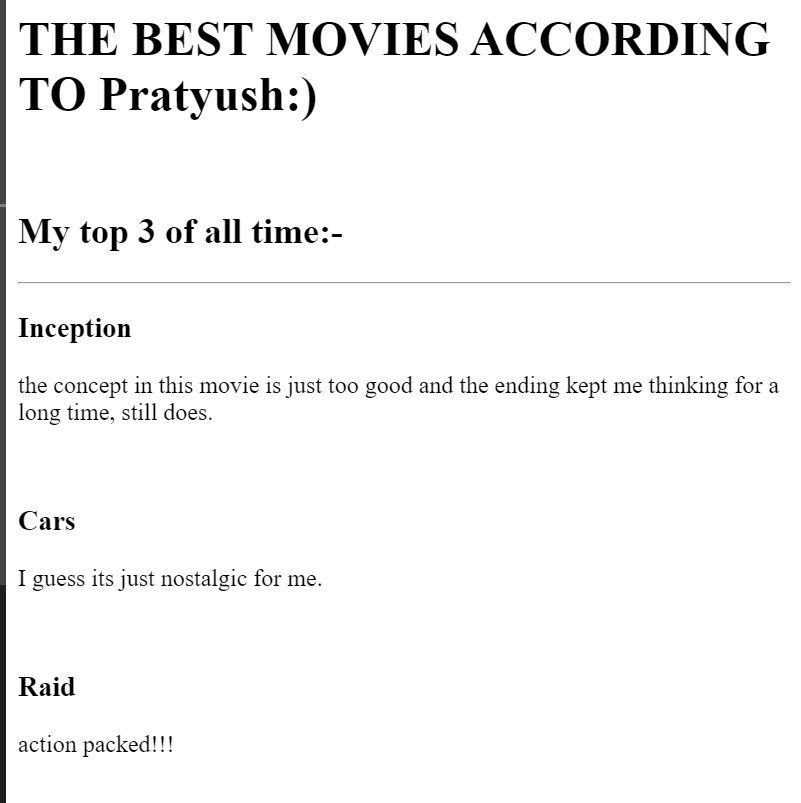 THE BEST MOVIES ACCORDING
TO Pratyush:)
My top 3 of all time:-
Inception
the concept in this movie is just too good and the ending kept me thinking for a
long time, still does.
Cars
I guess its just nostalgic for me.
Raid
action packed!!!